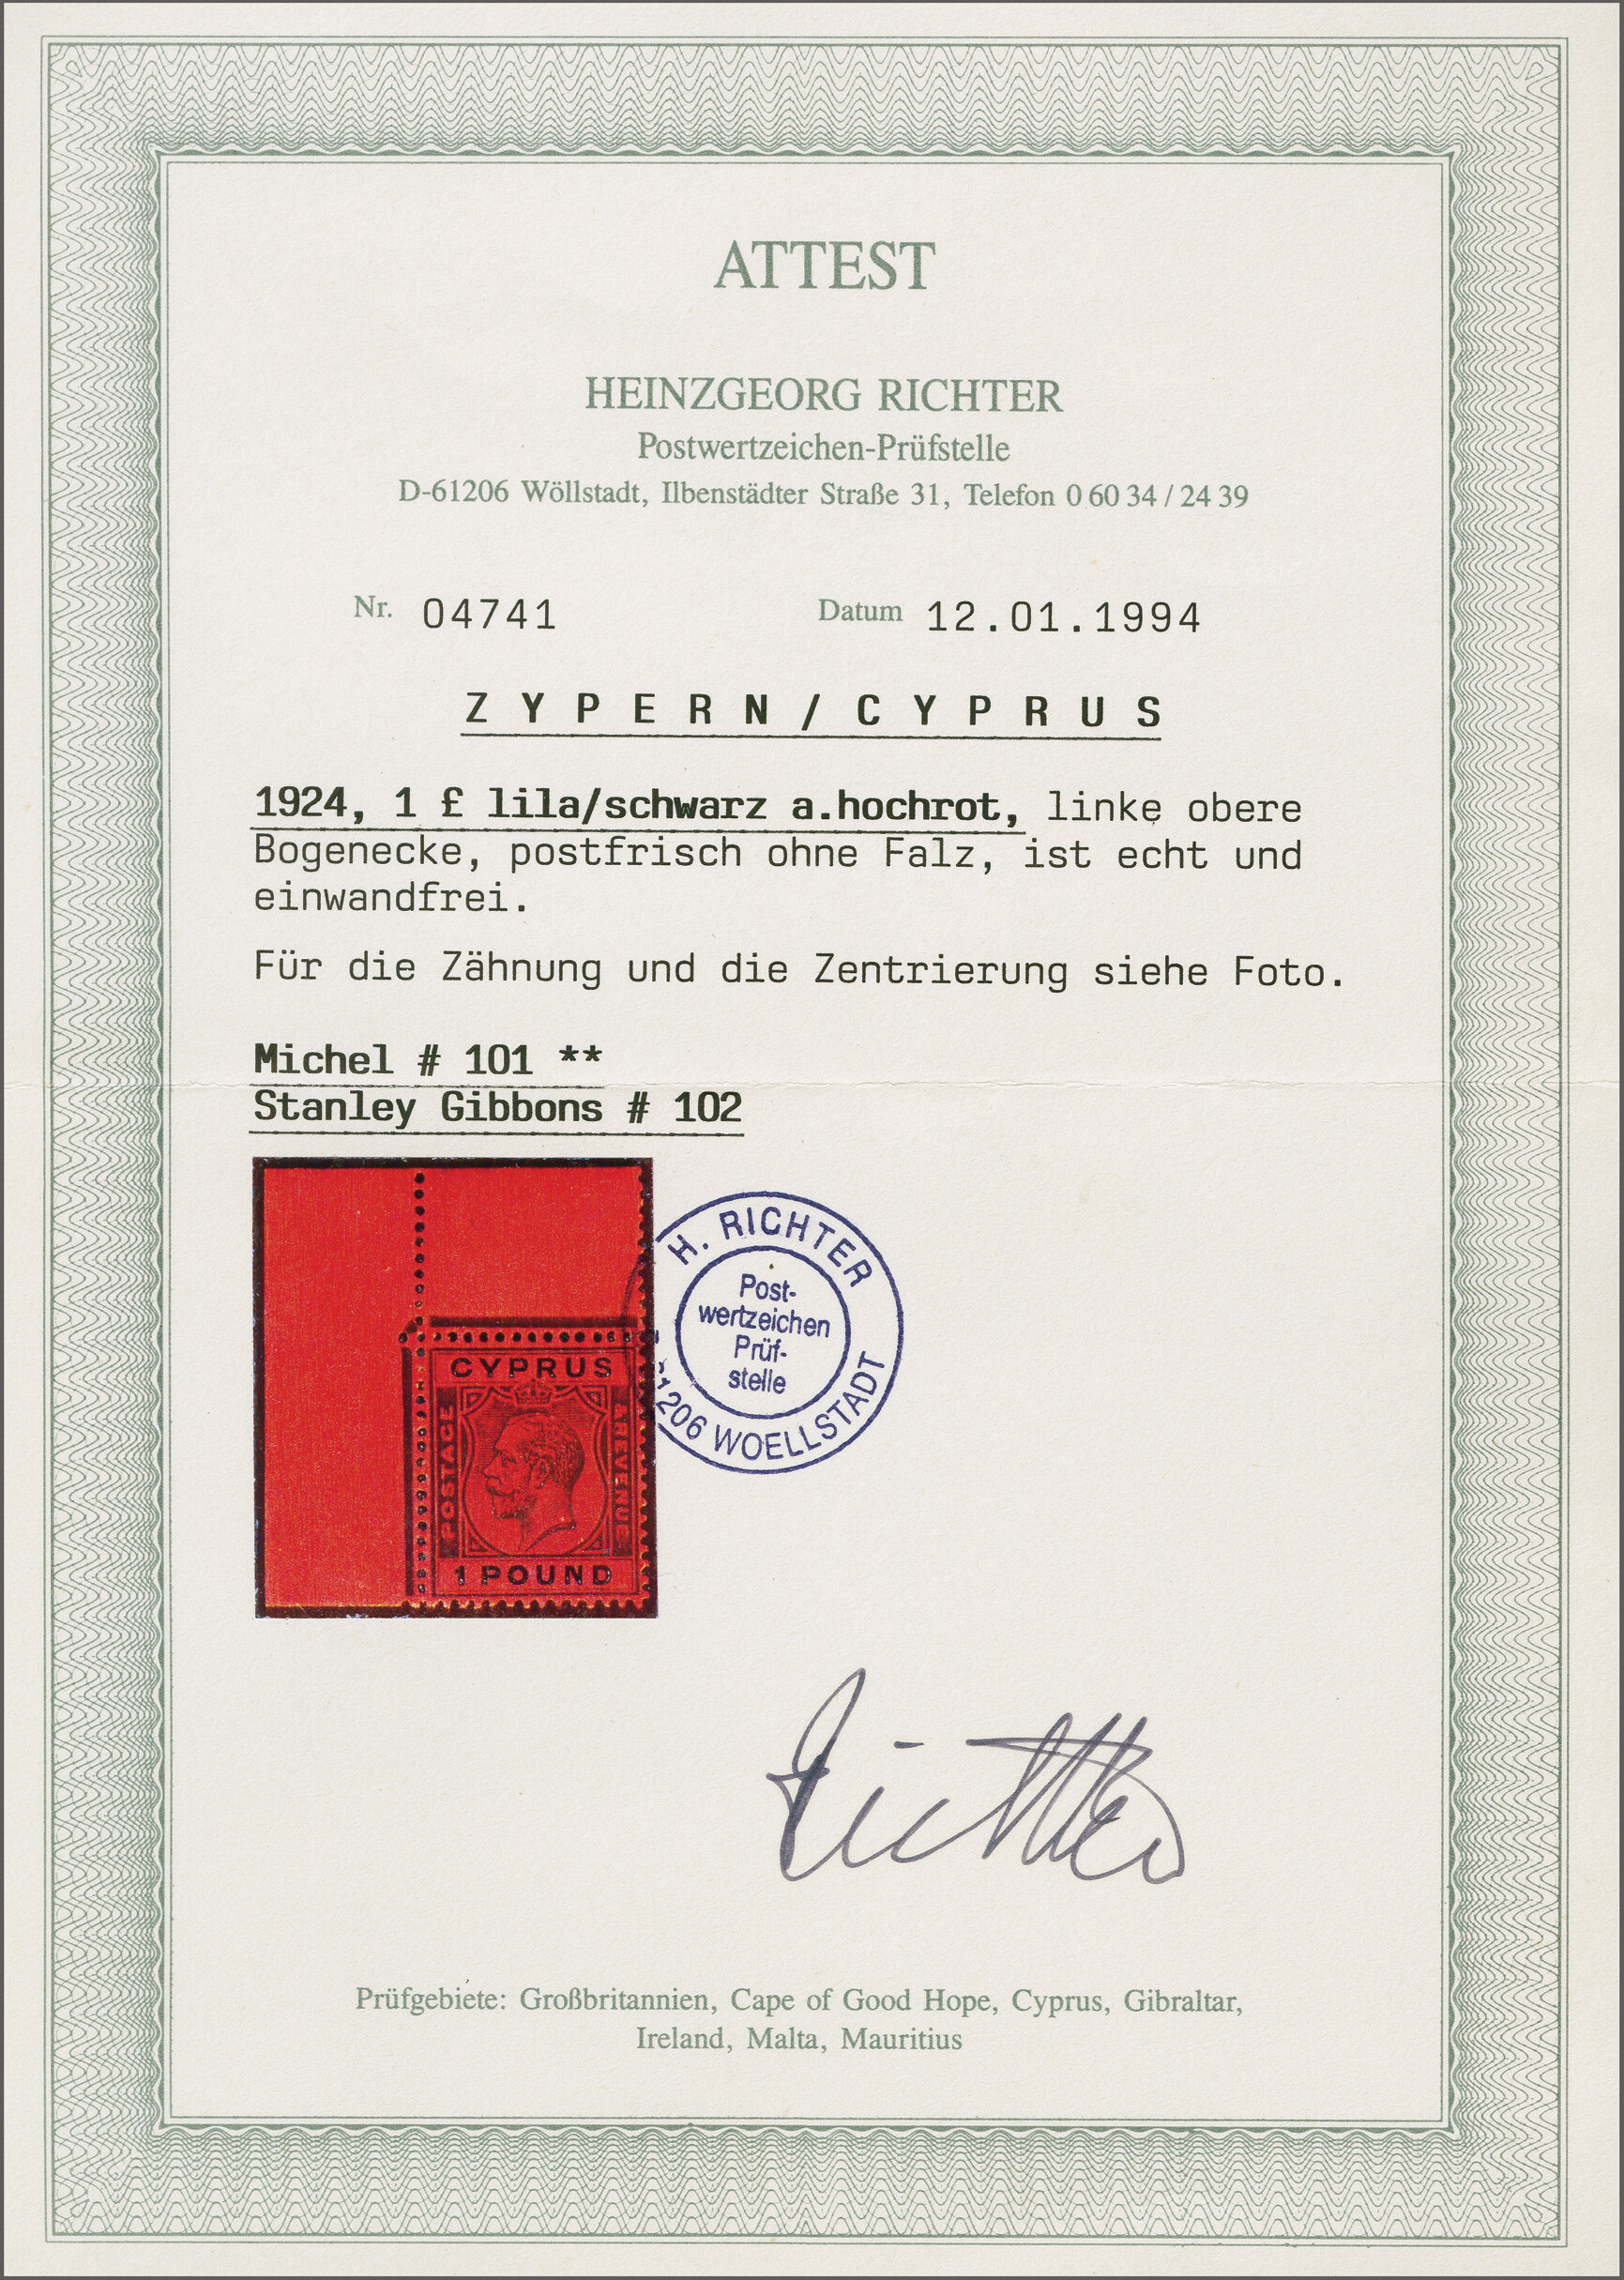 ATTEST
HEINZGEORG RICHTER
Postwertzeichen-Prüfstelle
D-61206 Wöllstadt, Ilbenstädter Straße 31, Telefon 0 60 34 / 24 39
Nr. 04741 Datum 12.01.1994
ZYPERN/CYPRUS
1924, 1 £ lila/schwarz a.hochrot, linke obere
Bogenecke, postfrisch ohne Falz, ist echt und
einwandfrei.
Für die Zähnung und die Zentrierung siehe Foto.
Michel # 101 **
Stanley Gibbons # 102
CYPRUS
POSTAGE
REVENUE
1 POUND
H. RICHTER
Post-
wertzeichen
Prüf-
stelle
1206 WOELLSTADT
Richter
Prüfgebiete: Großbritannien, Cape of Good Hope, Cyprus, Gibraltar,
Ireland, Malta, Mauritius